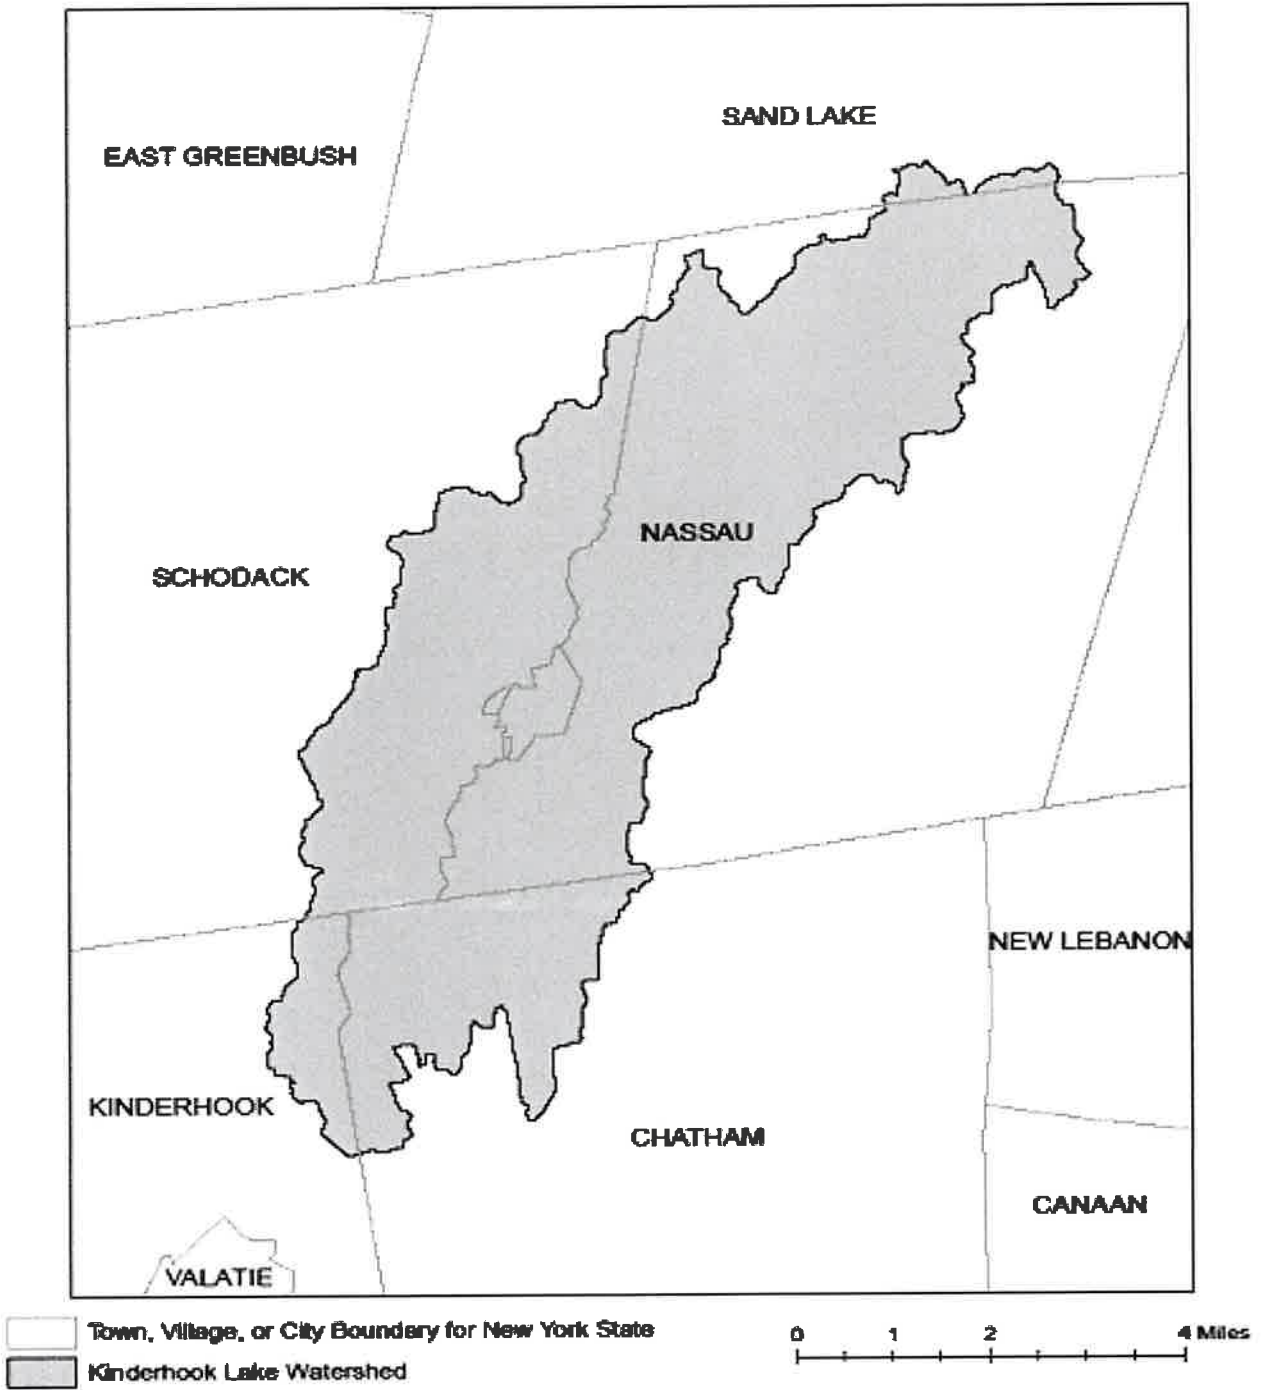 SAND LAKE
EAST GREENBUSH
NASSAU
SCHODACK
NEW LEBANON
KINDERHOOK
CHATHAM
CANAAN
VALATIE
Town, Village, or City Boundary for New York State
0 1 2 4 Miles
Kinderhook Lake Watershed